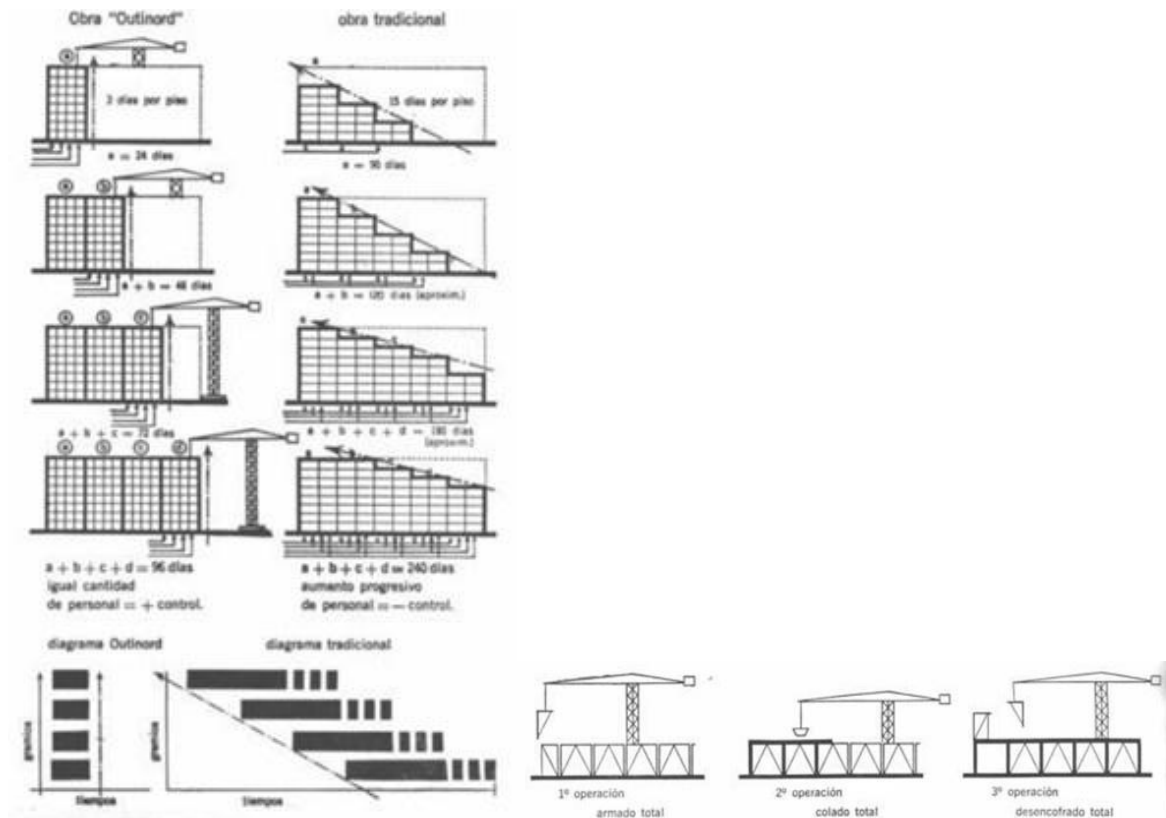 Obra "Outinord"
obra tradicional
a
3 días por piso
a = 24 días
a
15 días por piso
a = 90 días
a b
a + b = 48 días
a b
a + b = 120 días (aproxim.)
a b c
a + b + c = 72 días
a b c
a + b + c + d = 180 días
(aproxim.)
a b c d
a + b + c + d = 96 días
igual cantidad
de personal = + control.
a b
a + b + c + d = 240 días
aumento progresivo
de personal = — control.
diagrama Outinord
diagrama tradicional
gremios
tiempos
gremios
tiempos
1º operación
armado total
2º operación
colado total
3º operación
desencofrado total